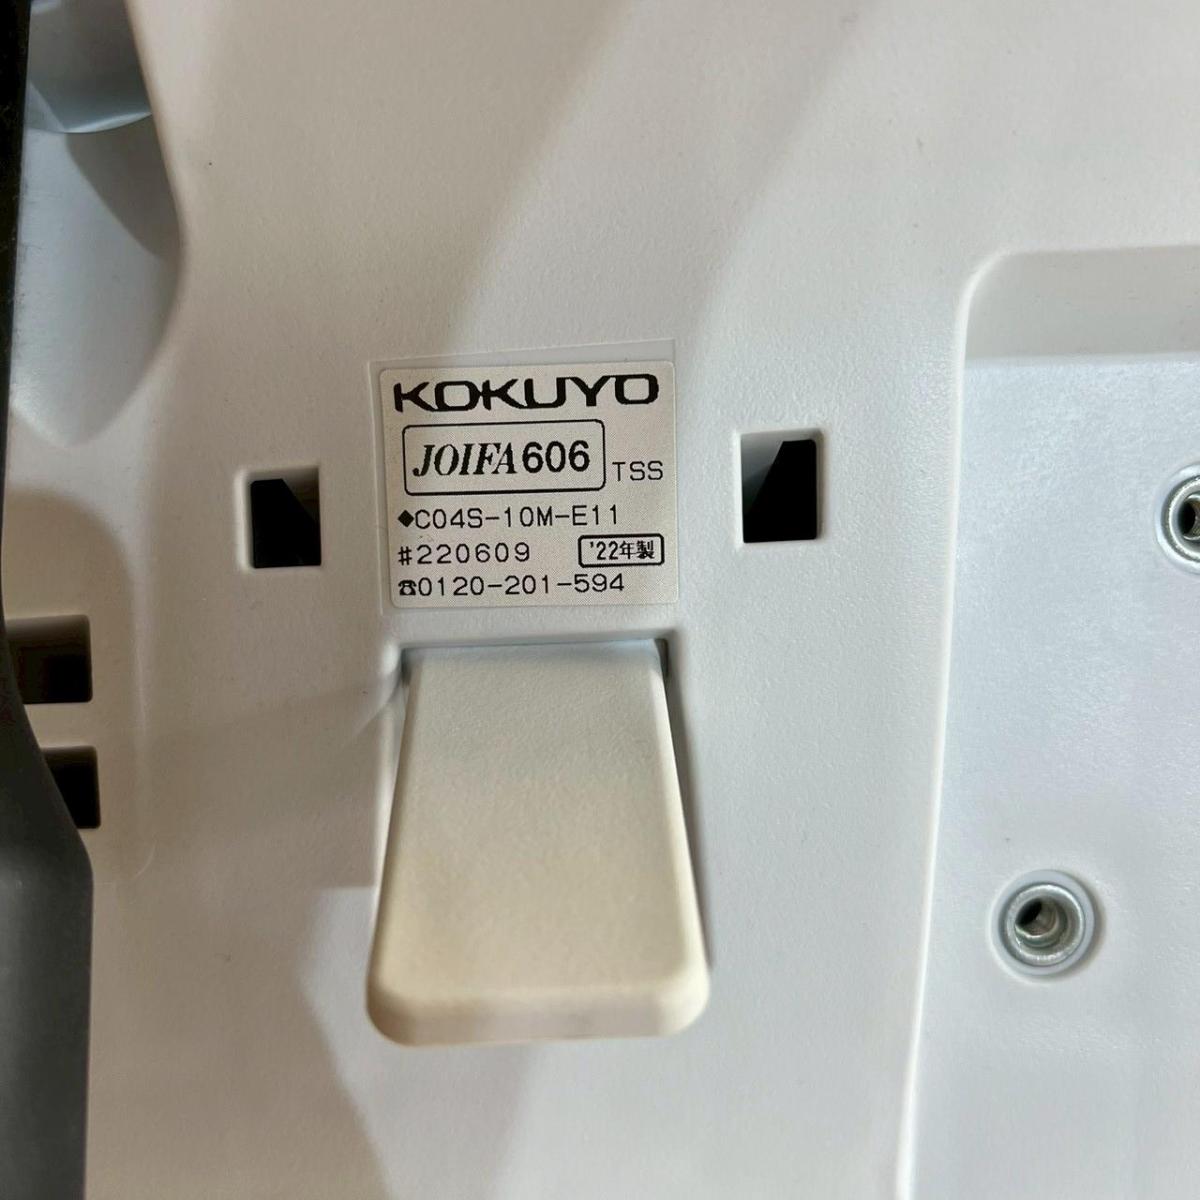 KOKUYO
JOIFA606 TSS
◆C04S-10M-E11
#220609 '22年製
☎0120-201-594